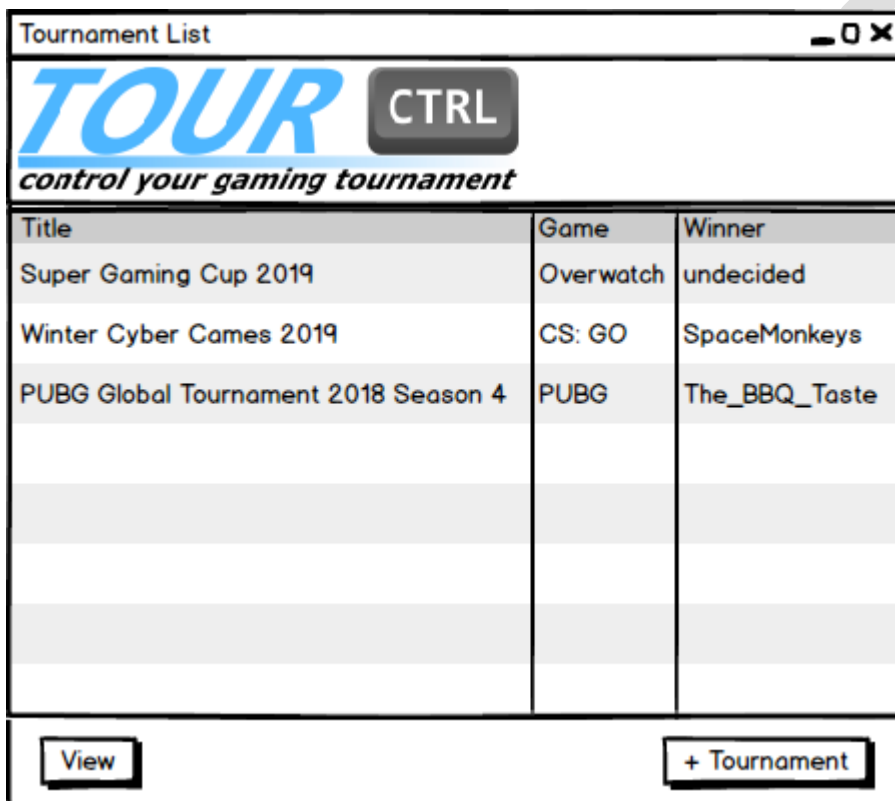 Tournament List
TOUR CTRL
control your gaming tournament
Title Game Winner
Super Gaming Cup 2019 Overwatch undecided
Winter Cyber Cames 2019 CS: GO SpaceMonkeys
PUBG Global Tournament 2018 Season 4 PUBG The_BBQ_Taste
View + Tournament